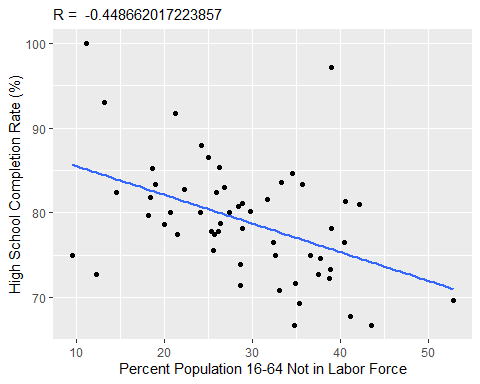 R = -0.448662017223857
High School Completion Rate (%)
100
90
80
70
10 20 30 40 50
Percent Population 16-64 Not in Labor Force